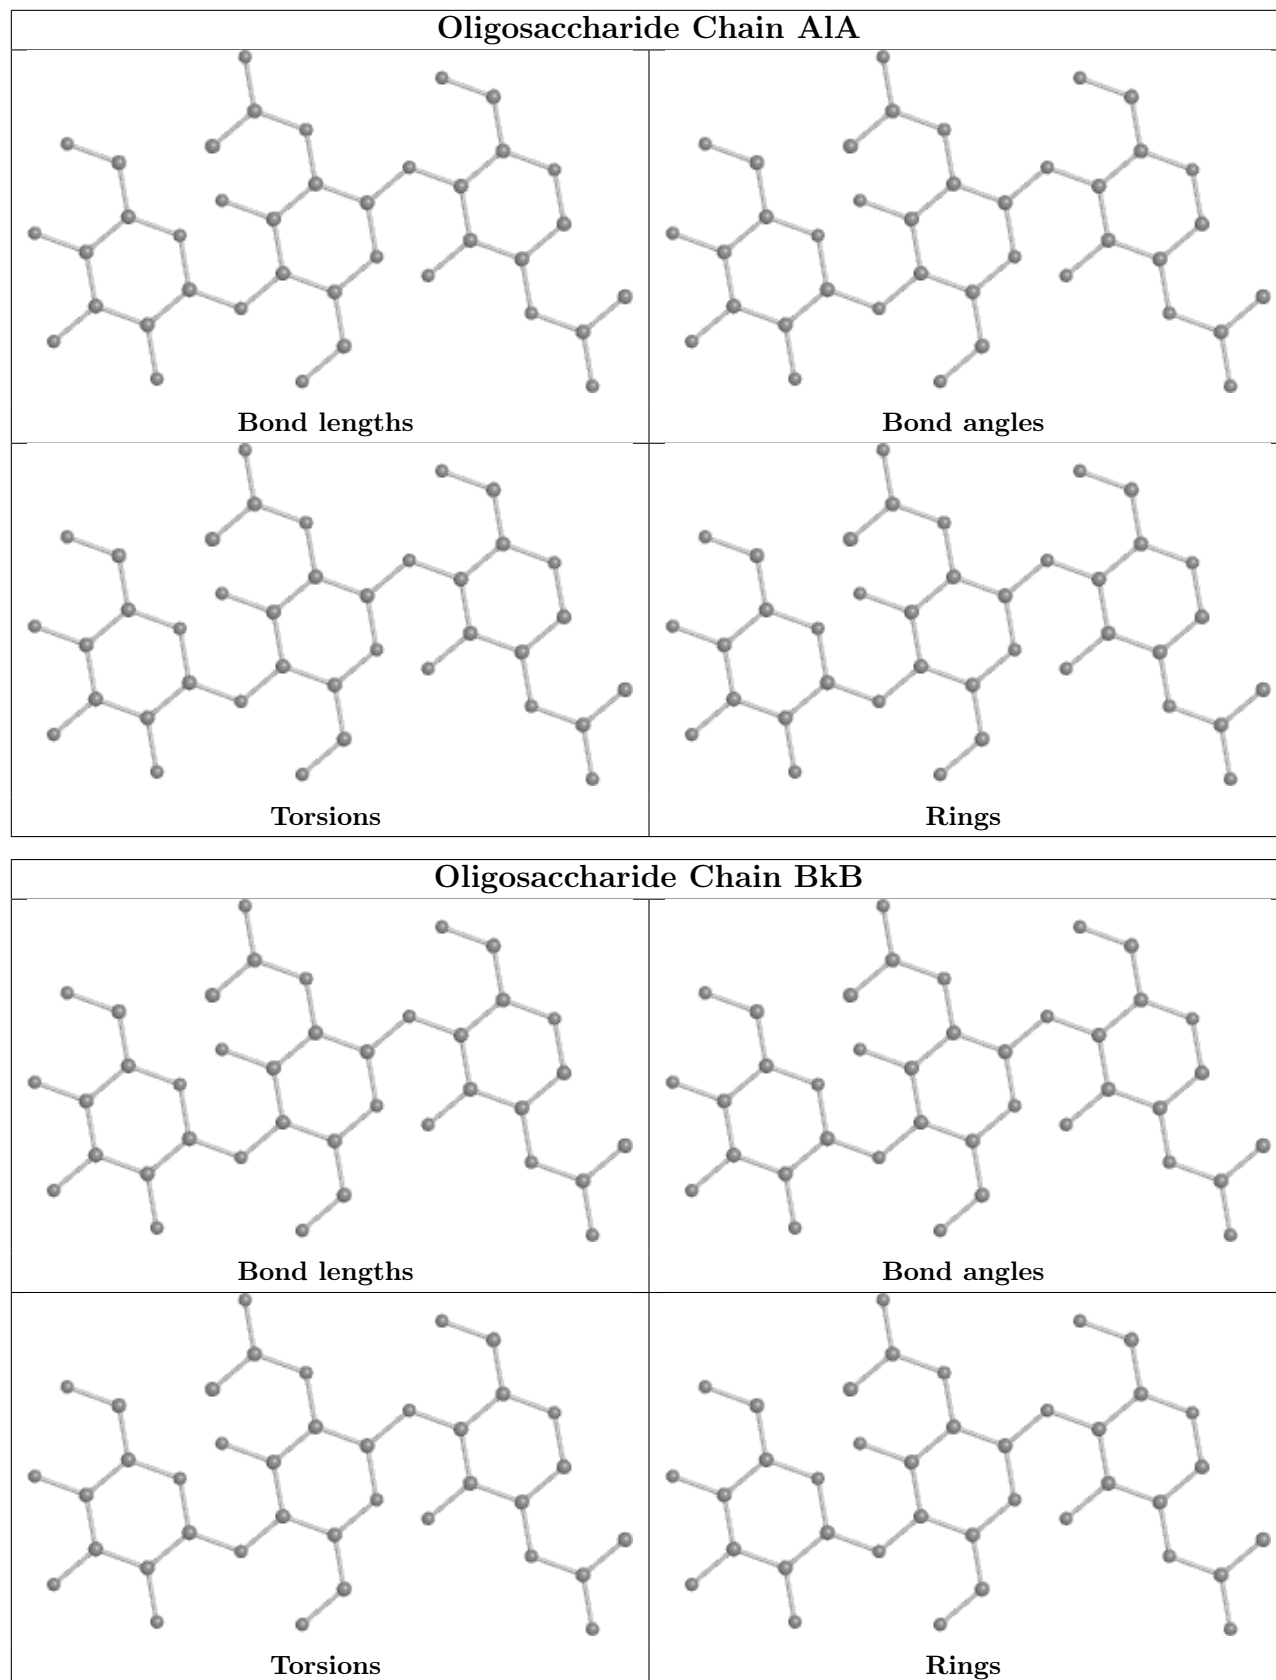 Oligosaccharide Chain AlA
Bond lengths
Bond angles
Torsions
Rings
Oligosaccharide Chain BkB
Bond lengths
Bond angles
Torsions
Rings